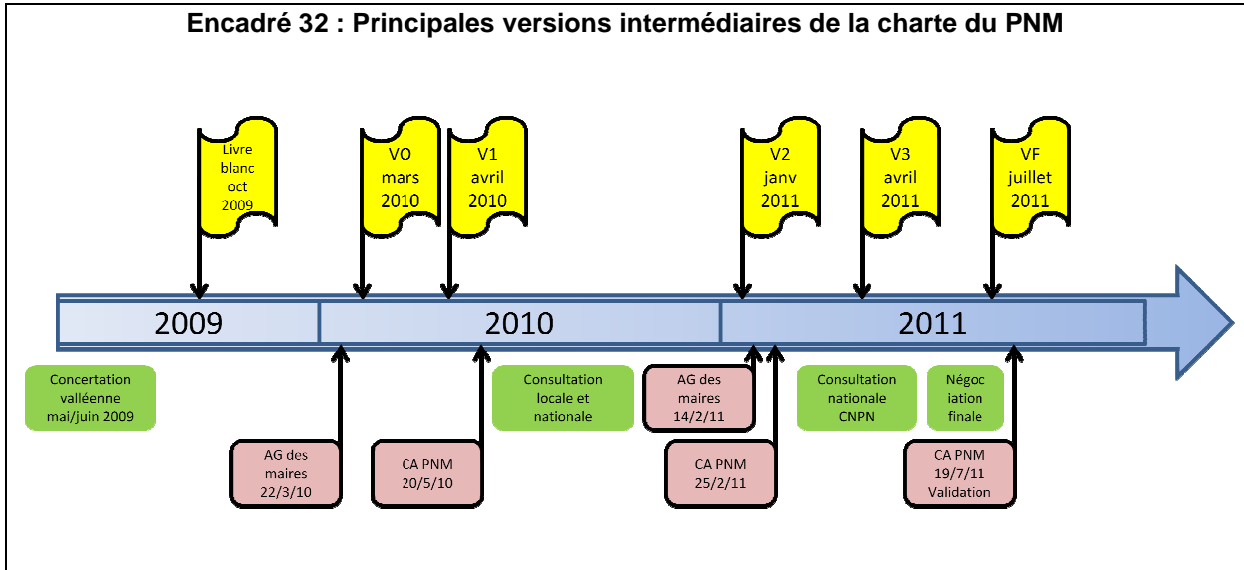 Encadré 32 : Principales versions intermédiaires de la charte du PNM
Livre
blanc
oct
2009
V0
mars
2010
V1
avril
2010
V2
janv
2011
V3
avril
2011
VF
juillet
2011
2009
2010
2011
Concertation
valléenne
mai/juin 2009
Consultation
locale et
nationale
AG des
maires
14/2/11
Consultation
nationale
CNPN
Négoc
iation
finale
AG des
maires
22/3/10
CA PNM
20/5/10
CA PNM
25/2/11
CA PNM
19/7/11
Validation